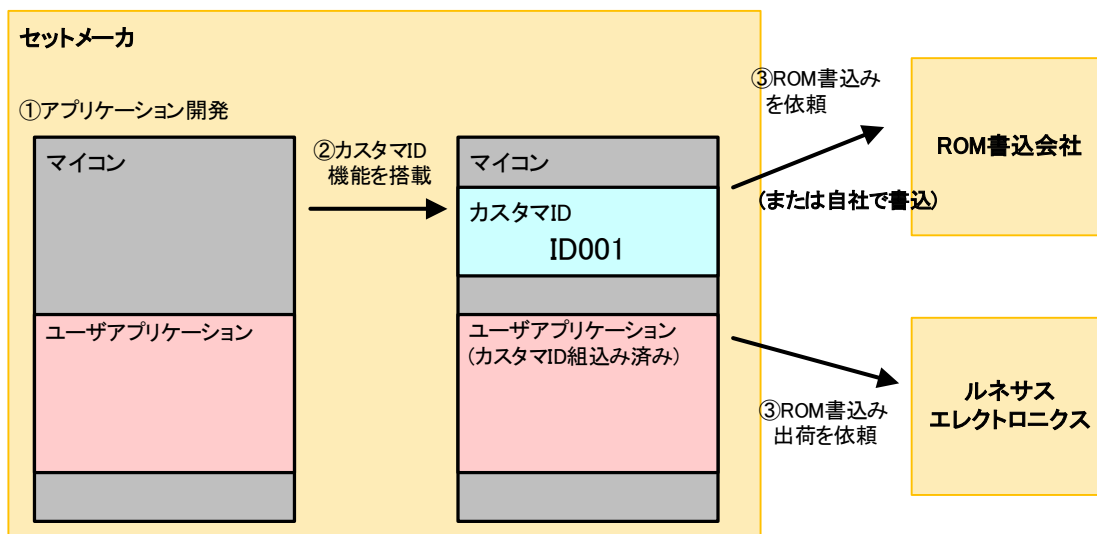 セットメーカ
①アプリケーション開発
マイコン
ユーザアプリケーション
②カスタマID
機能を搭載
マイコン
カスタマID
ID001
ユーザアプリケーション
(カスタマID組込み済み)
③ROM書込み
を依頼
(または自社で書込)
ROM書込会社
③ROM書込み
出荷を依頼
ルネサス
エレクトロニクス